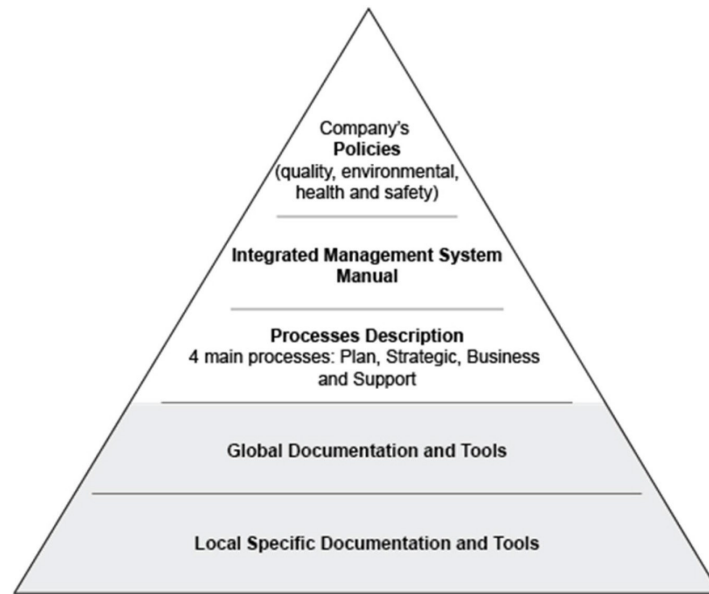 Company's
Policies
(quality, environmental,
health and safety)
Integrated Management System
Manual
Processes Description
4 main processes: Plan, Strategic, Business
and Support
Global Documentation and Tools
Local Specific Documentation and Tools